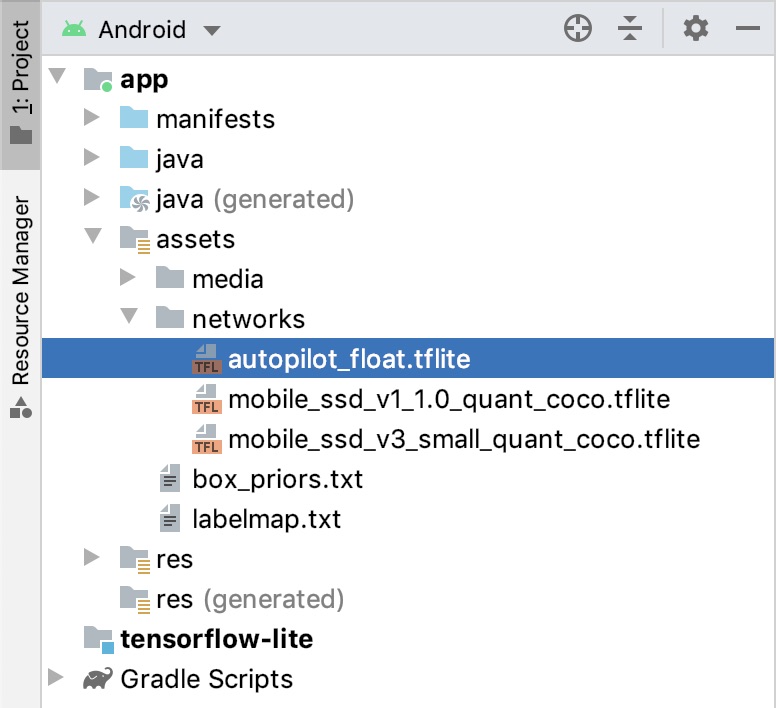 Android
1: Project
Resource Manager
app
manifests
java
java (generated)
assets
media
networks
TFL autopilot_float.tflite
TFL mobile_ssd_v1_1.0_quant_coco.tflite
TFL mobile_ssd_v3_small_quant_coco.tflite
box_priors.txt
labelmap.txt
res
res (generated)
tensorflow-lite
Gradle Scripts